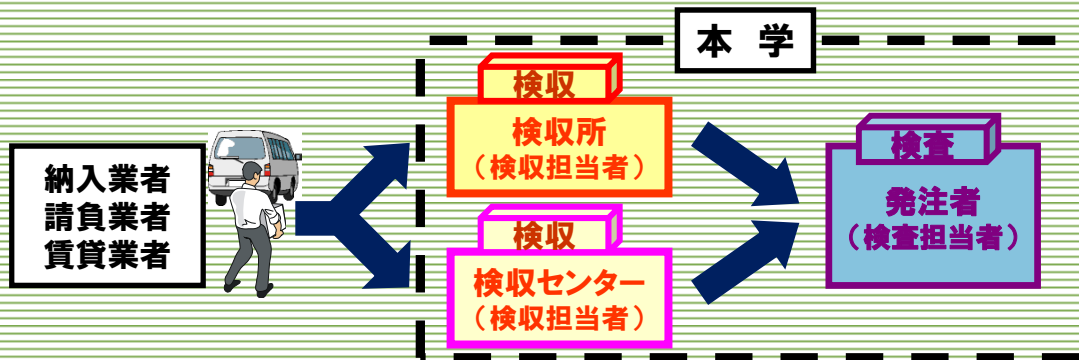 本 学
納入業者
請負業者
賃貸業者
検収
検収所
（検収担当者）
検収
検収センター
（検収担当者）
検査
発注者
（検査担当者）